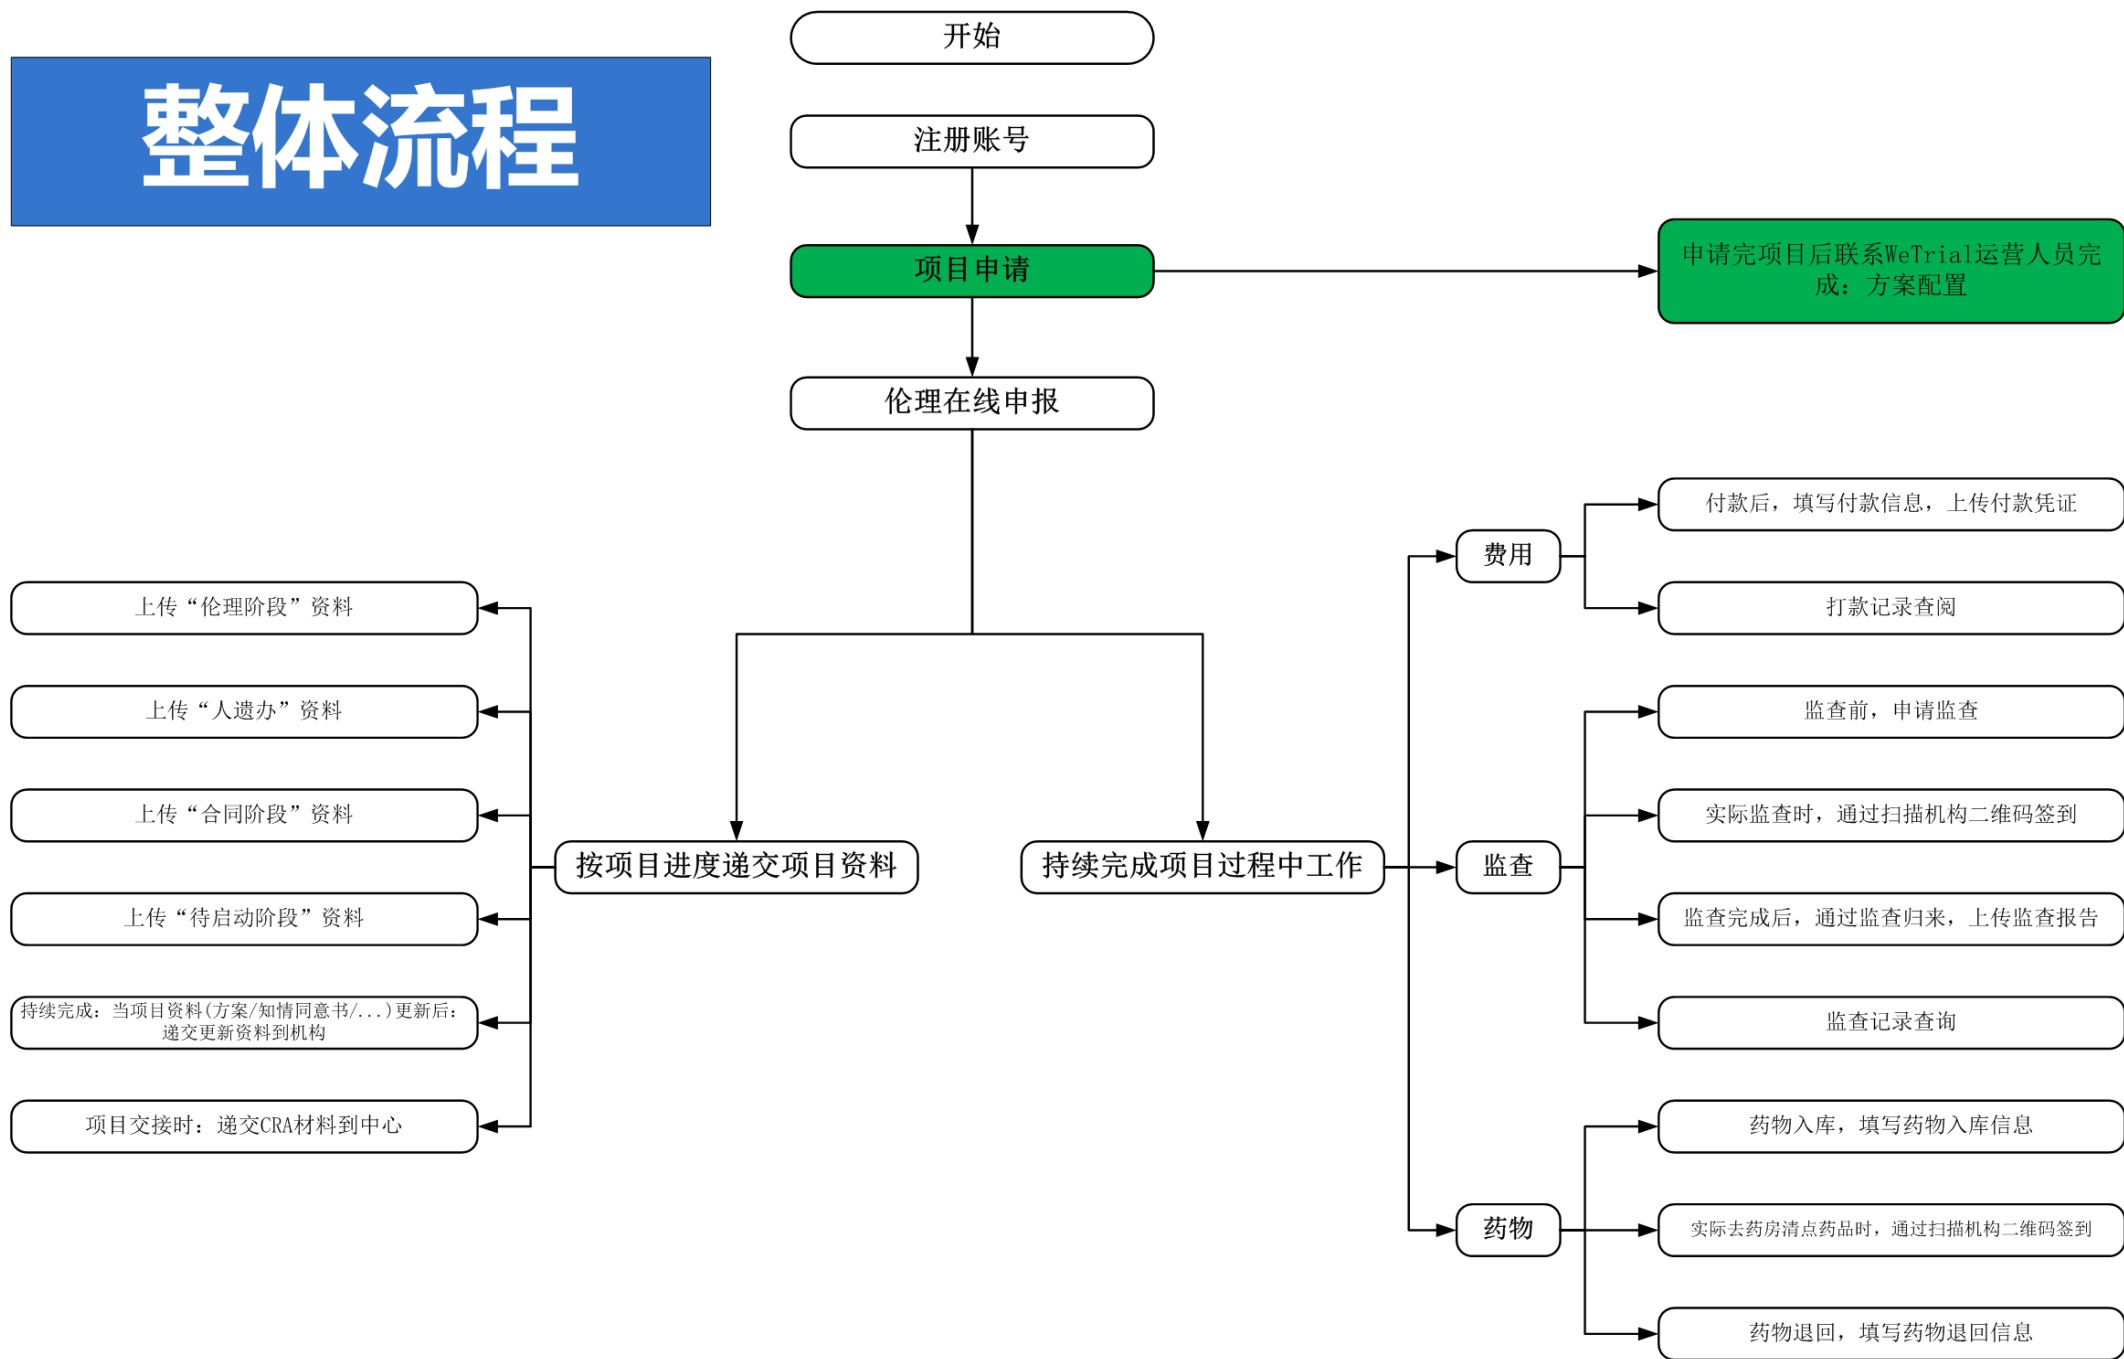 整体流程
开始
注册账号
项目申请
申请完项目后联系WeTrial运营人员完
成：方案配置
伦理在线申报
按项目进度递交项目资料
上传“伦理阶段”资料
上传“人遗办”资料
上传“合同阶段”资料
上传“待启动阶段”资料
持续完成：当项目资料(方案/知情同意书/...)更新后：
递交更新资料到机构
项目交接时：递交CRA材料到中心
持续完成项目过程中工作
费用
付款后，填写付款信息，上传付款凭证
打款记录查阅
监查
监查前，申请监查
实际监查时，通过扫描机构二维码签到
监查完成后，通过监查归来，上传监查报告
监查记录查询
药物
药物入库，填写药物入库信息
实际去药房清点药品时，通过扫描机构二维码签到
药物退回，填写药物退回信息